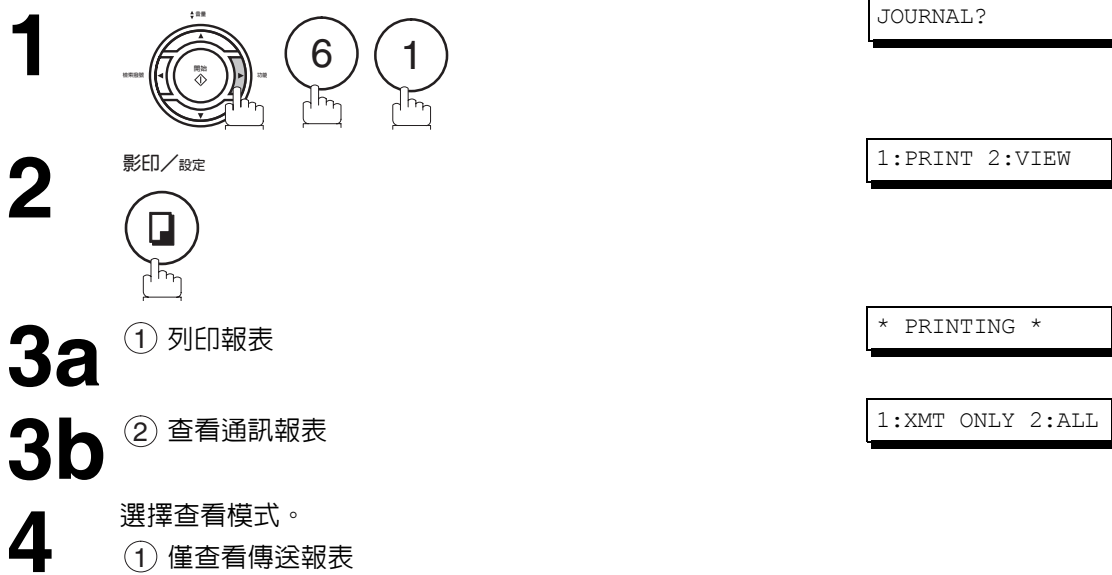 1
音量
檢索撥號
開始
功能
6
1
JOURNAL?
2
影印／設定
1:PRINT 2:VIEW
3a
① 列印報表
* PRINTING *
3b
② 查看通訊報表
1:XMT ONLY 2:ALL
4
選擇查看模式。
① 僅查看傳送報表